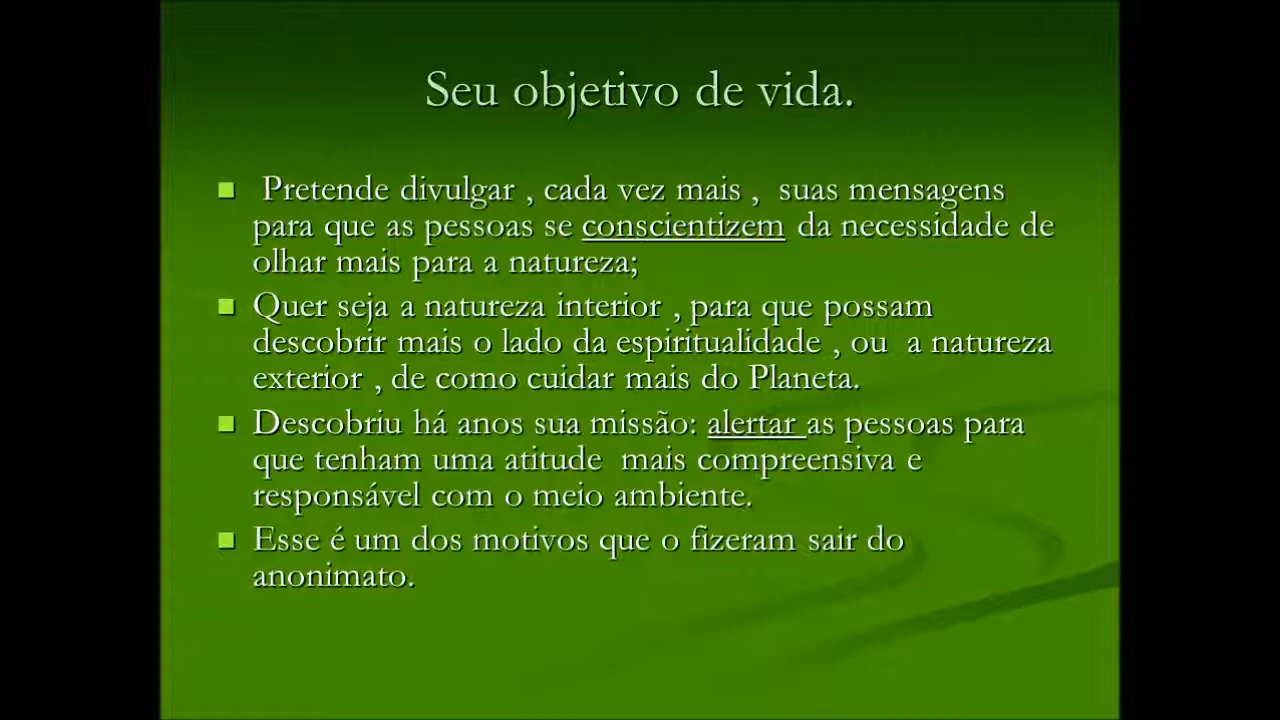 Seu objetivo de vida.
Pretende divulgar , cada vez mais ,  suas mensagens
para que as pessoas se conscientizem da necessidade de
olhar mais para a natureza;
Quer seja a natureza interior , para que possam
descobrir mais o lado da espiritualidade , ou  a natureza
exterior , de como cuidar mais do Planeta.
Descobriu há anos sua missão: alertar as pessoas para
que tenham uma atitude  mais compreensiva e
responsável com o meio ambiente.
Esse é um dos motivos que o fizeram sair do
anonimato.